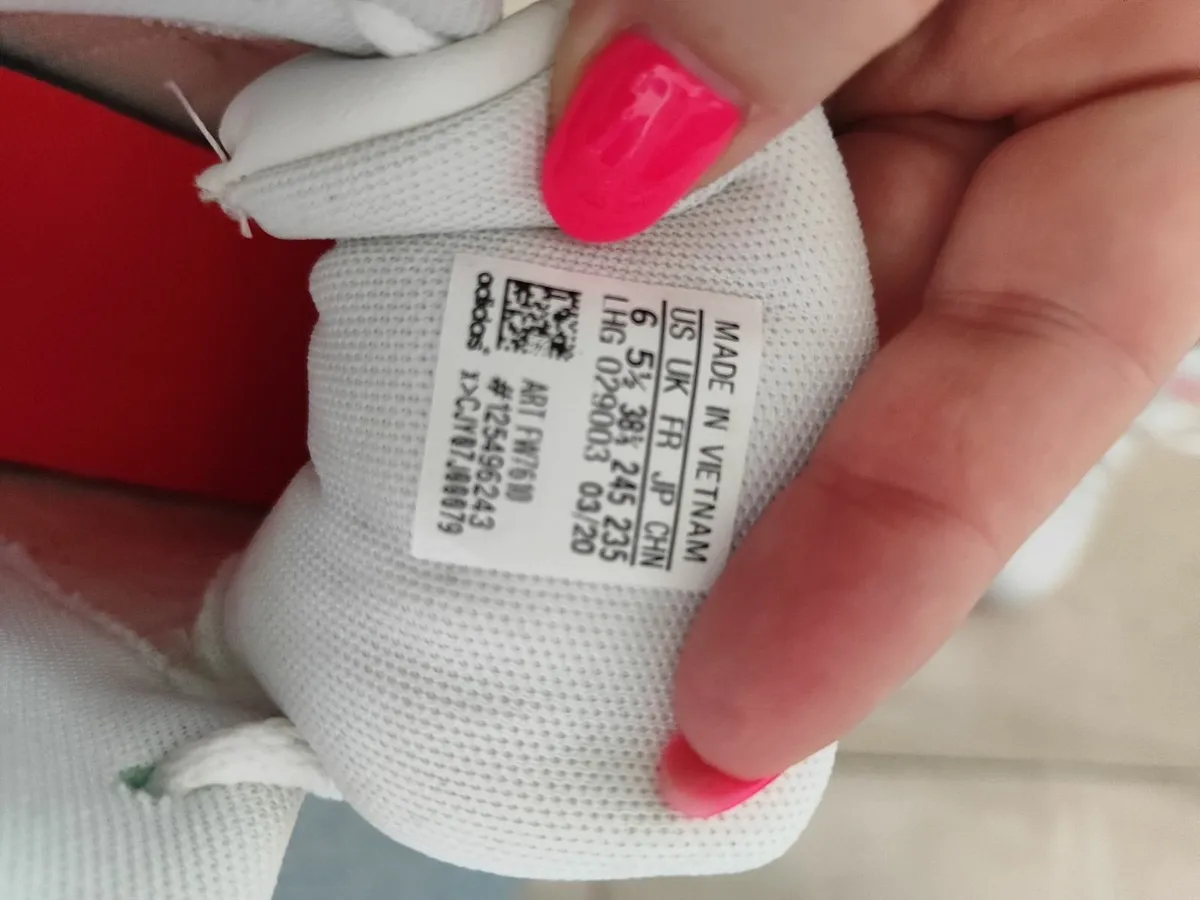 MADE IN VIETNAM
US UK FR JP CHN
6 5½ 38⅔ 245 235
LHG 029003 03/20
ART FW7610
#125496243
adidas